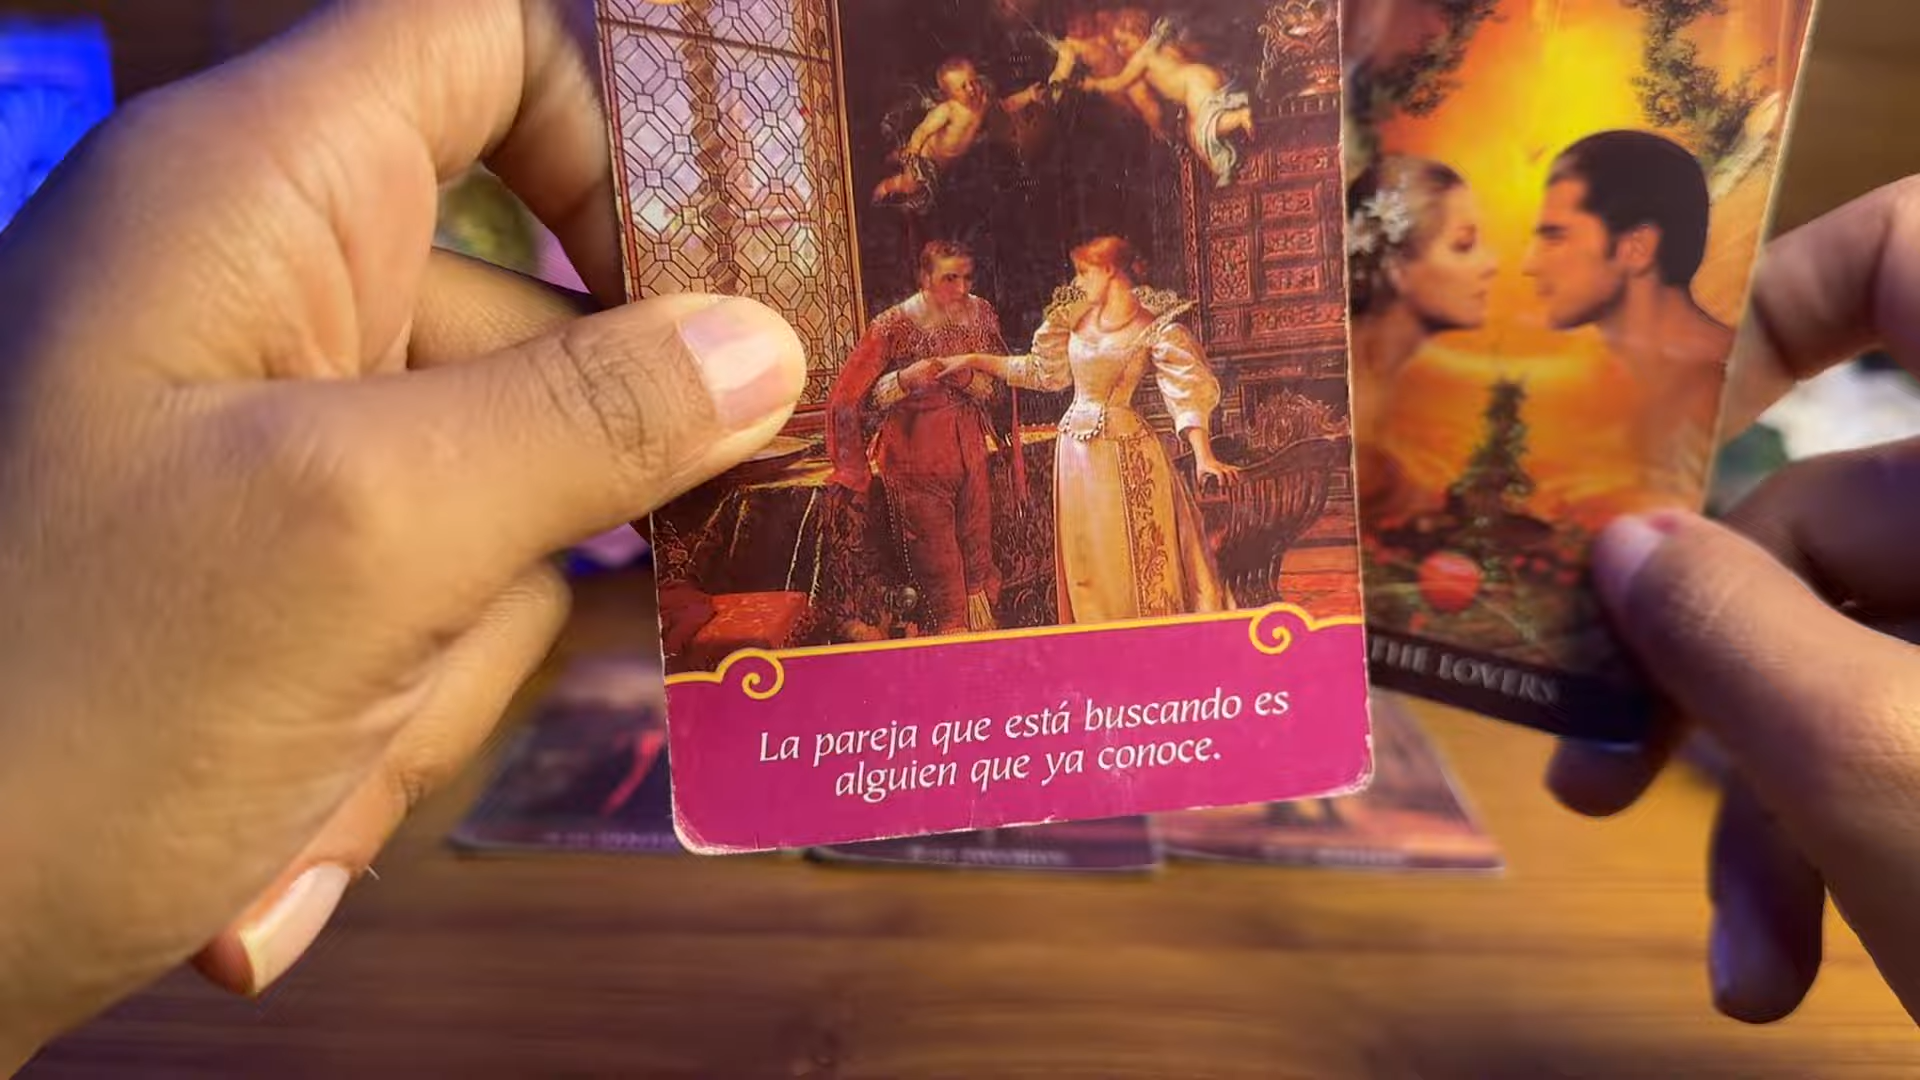 La pareja que está buscando es
alguien que ya conoce.
THE LOVERS